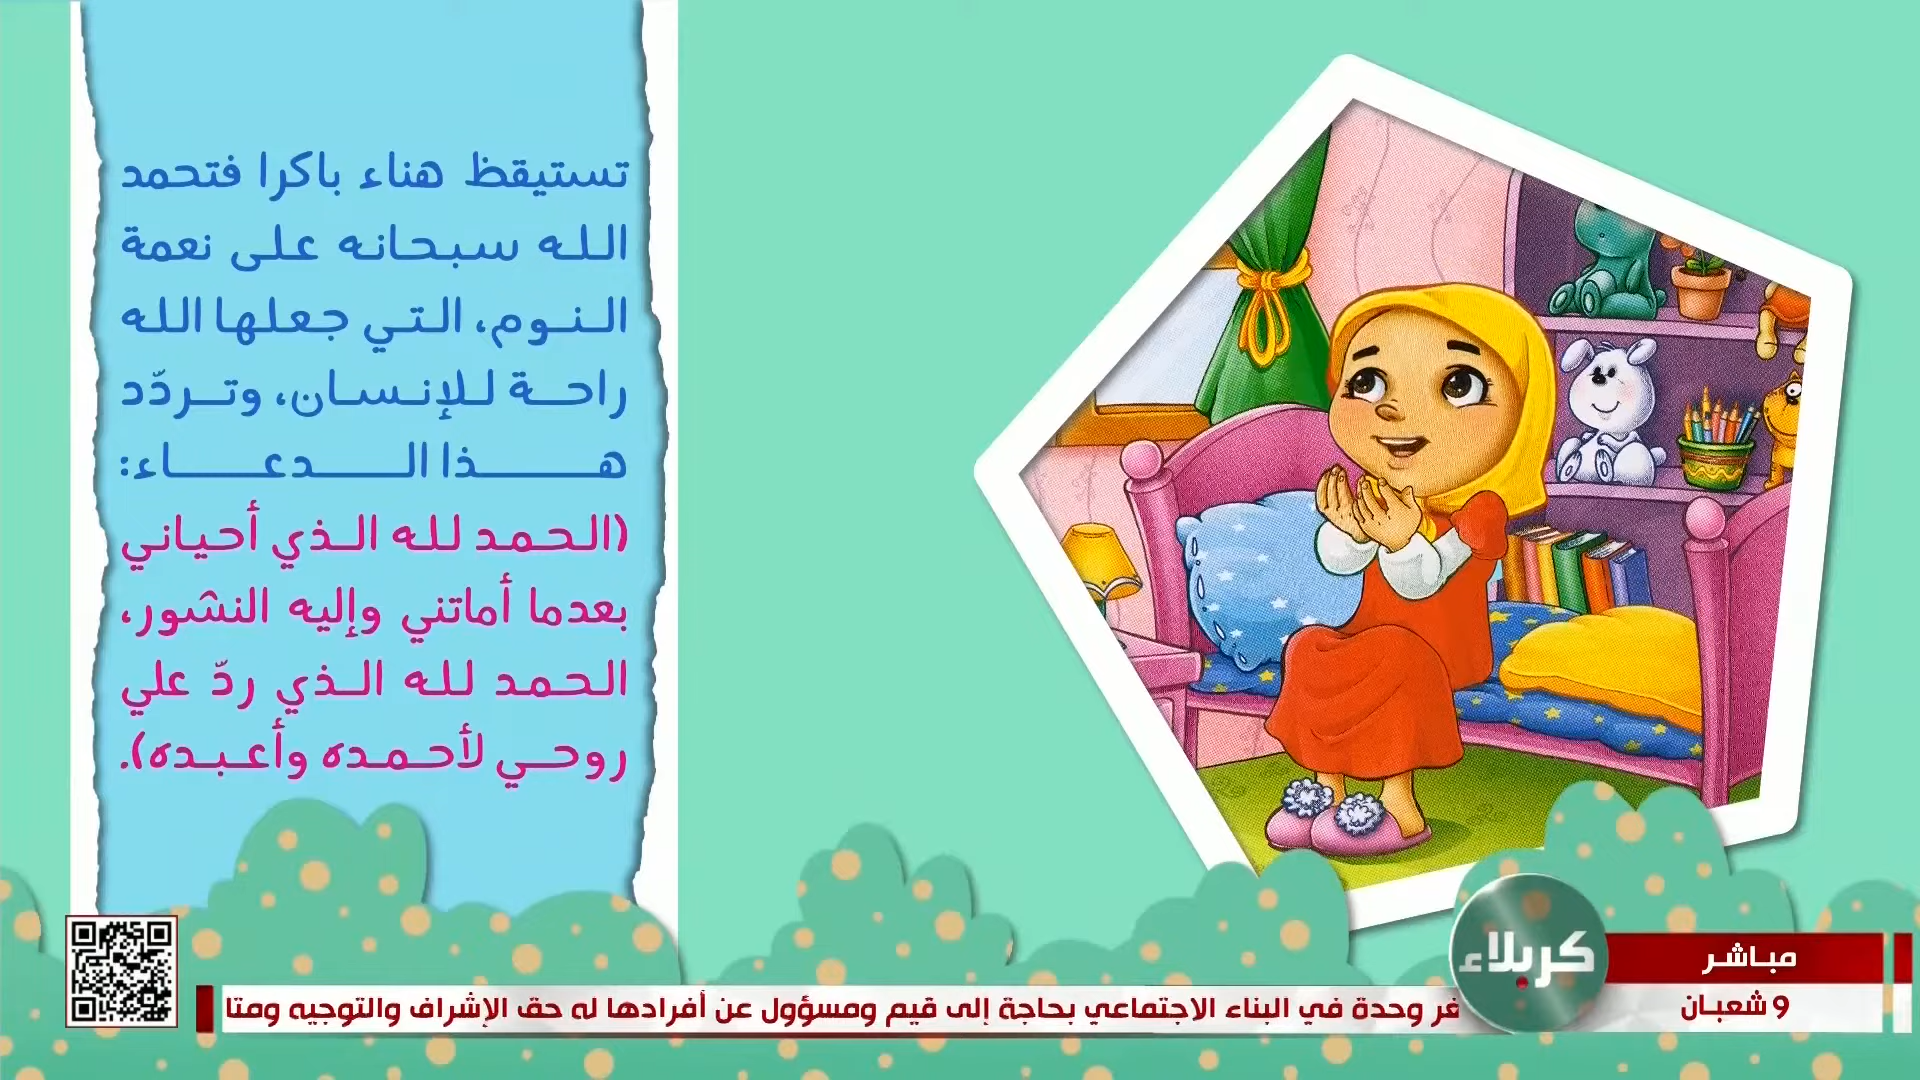 تستيقظ هناء باكرا فتحمد
الله سبحانه على نعمة
النوم، التي جعلها الله
راحة للإنسان، وتردّد
هذا الدعاء:
(الحمد لله الذي أحياني
بعدما أماتني وإليه النشور،
الحمد لله الذي ردّ علي
روحي لأحمده وأعبده).
كربلاء
مباشر
9 شعبان
وحدة في البناء الاجتماعي بحاجة إلى قيم ومسؤول عن أفرادها له حق الإشراف والتوجيه